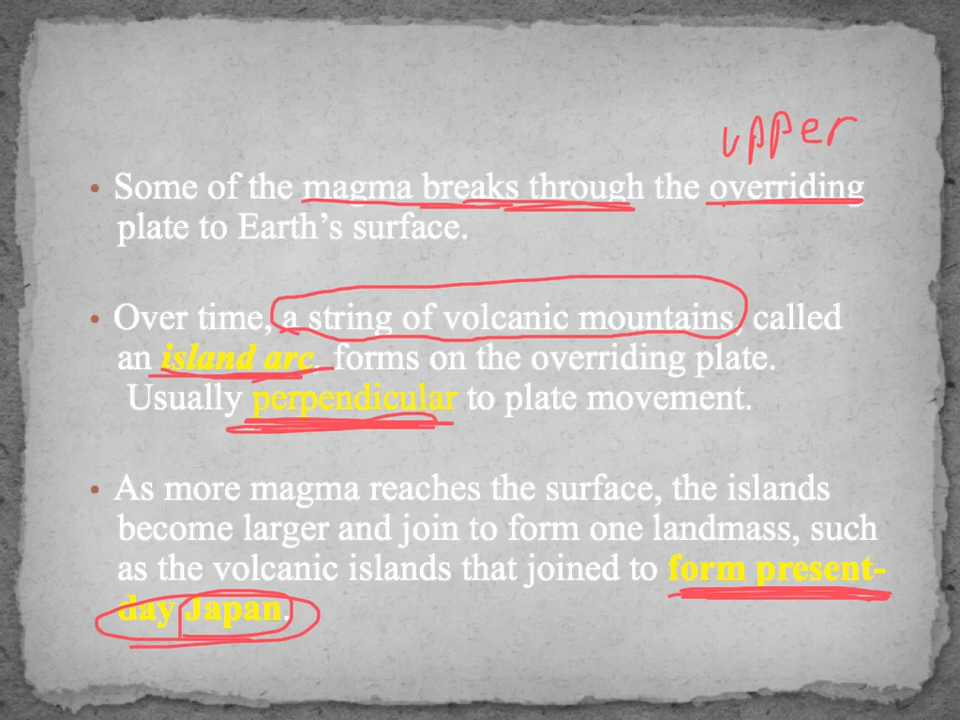 upper
• Some of the magma breaks through the overriding
plate to Earth’s surface.
• Over time, a string of volcanic mountains, called
an island arc. forms on the overriding plate.
Usually perpendicular to plate movement.
• As more magma reaches the surface, the islands
become larger and join to form one landmass, such
as the volcanic islands that joined to form present-
day Japan.